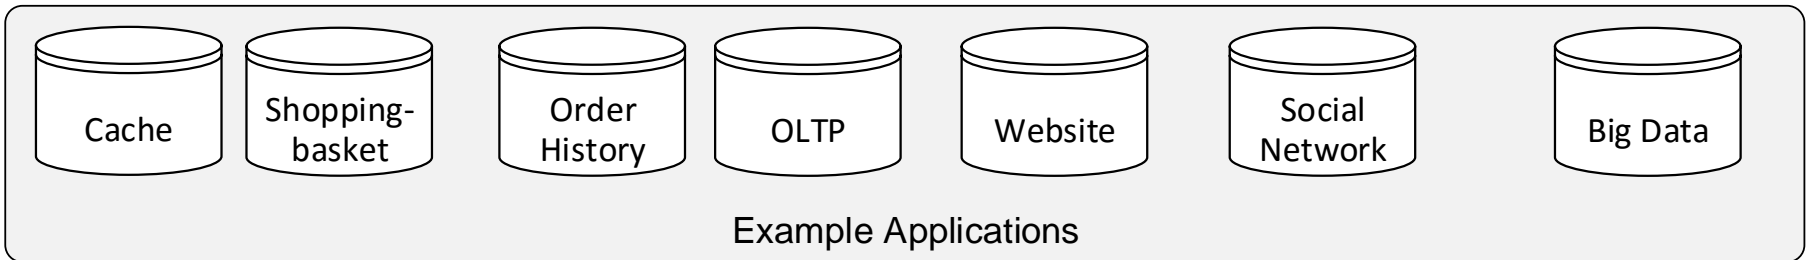 Cache
Shopping-
basket
Order
History
OLTP
Website
Social
Network
Big Data
Example Applications